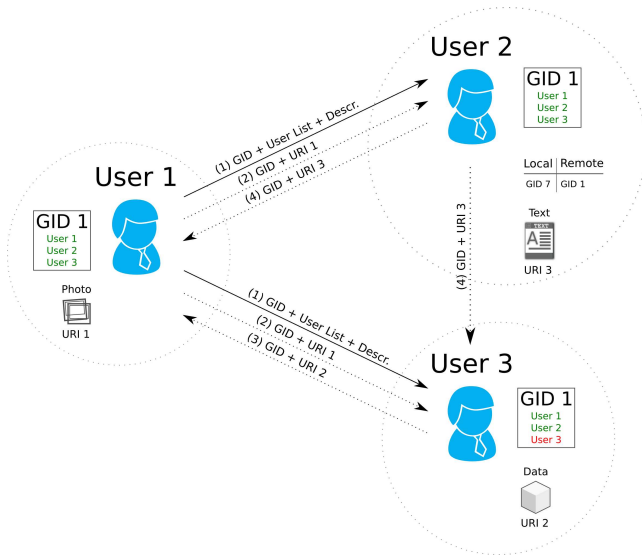 User 2
GID 1
User 1
User 2
User 3
(1) GID + User List + Descr.
(2) GID + URI 1
(4) GID + URI 3
Local Remote
GID 7 GID 1
Text
TEXT
A
URI 3
User 1
GID 1
User 1
User 2
User 3
Photo
URI 1
(4) GID + URI 3
(1) GID + User List + Descr.
(2) GID + URI 1
(3) GID + URI 2
User 3
GID 1
User 1
User 2
User 3
Data
URI 2